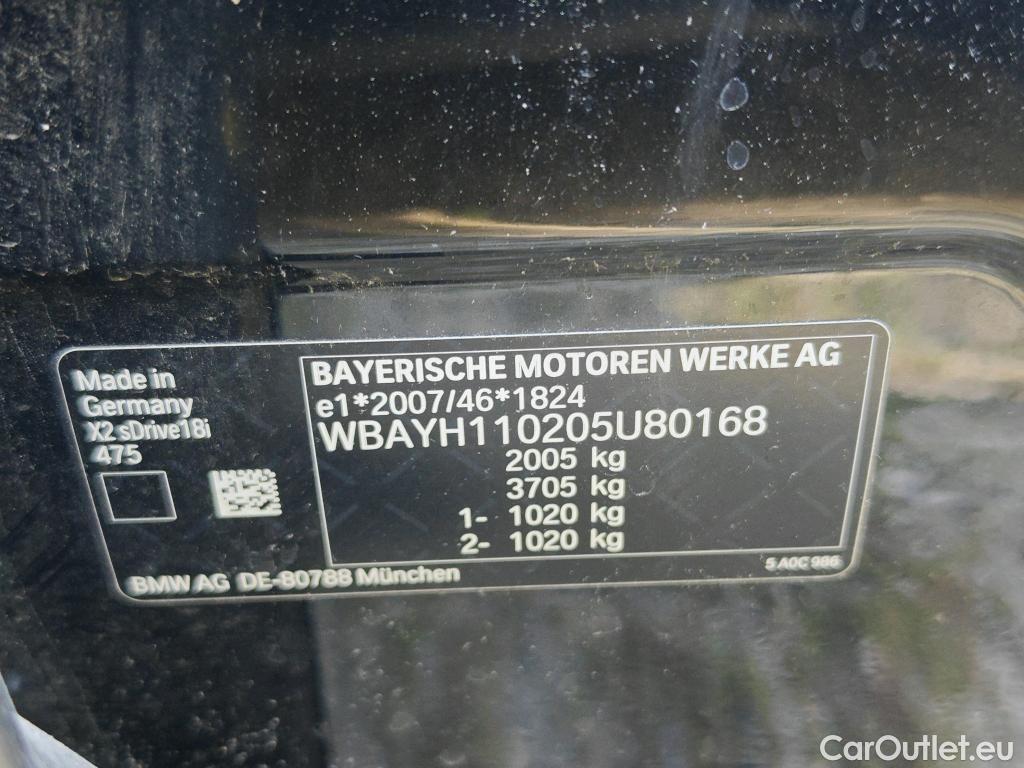 Made in
Germany
X2 sDrive18i
475
BAYERISCHE MOTOREN WERKE AG
e1*2007/46*1824
WBAYH110205U80168
2005 kg
3705 kg
1- 1020 kg
2- 1020 kg
BMW AG DE-80788 München
5 A0C 986
CarOutlet.eu